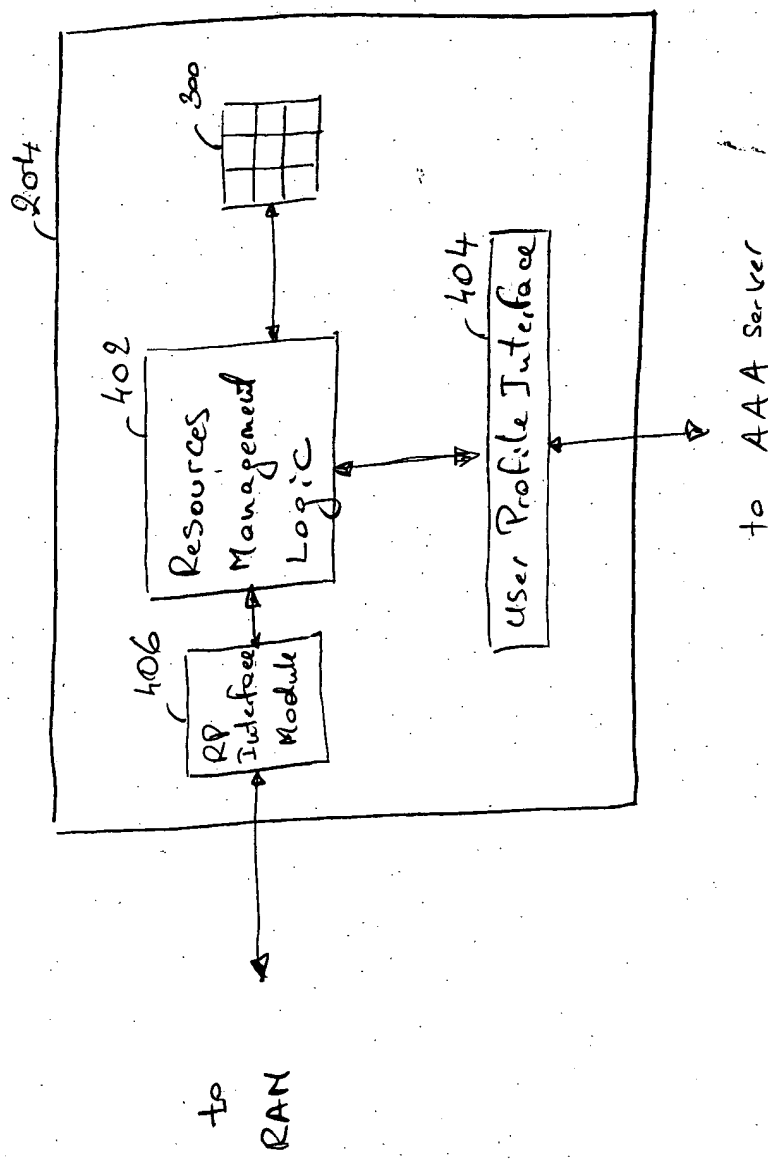 204
300
402
Resources
Management
Logic
406
RP
Interface
Module
404
User Profile Interface
to
RAN
to AAA server